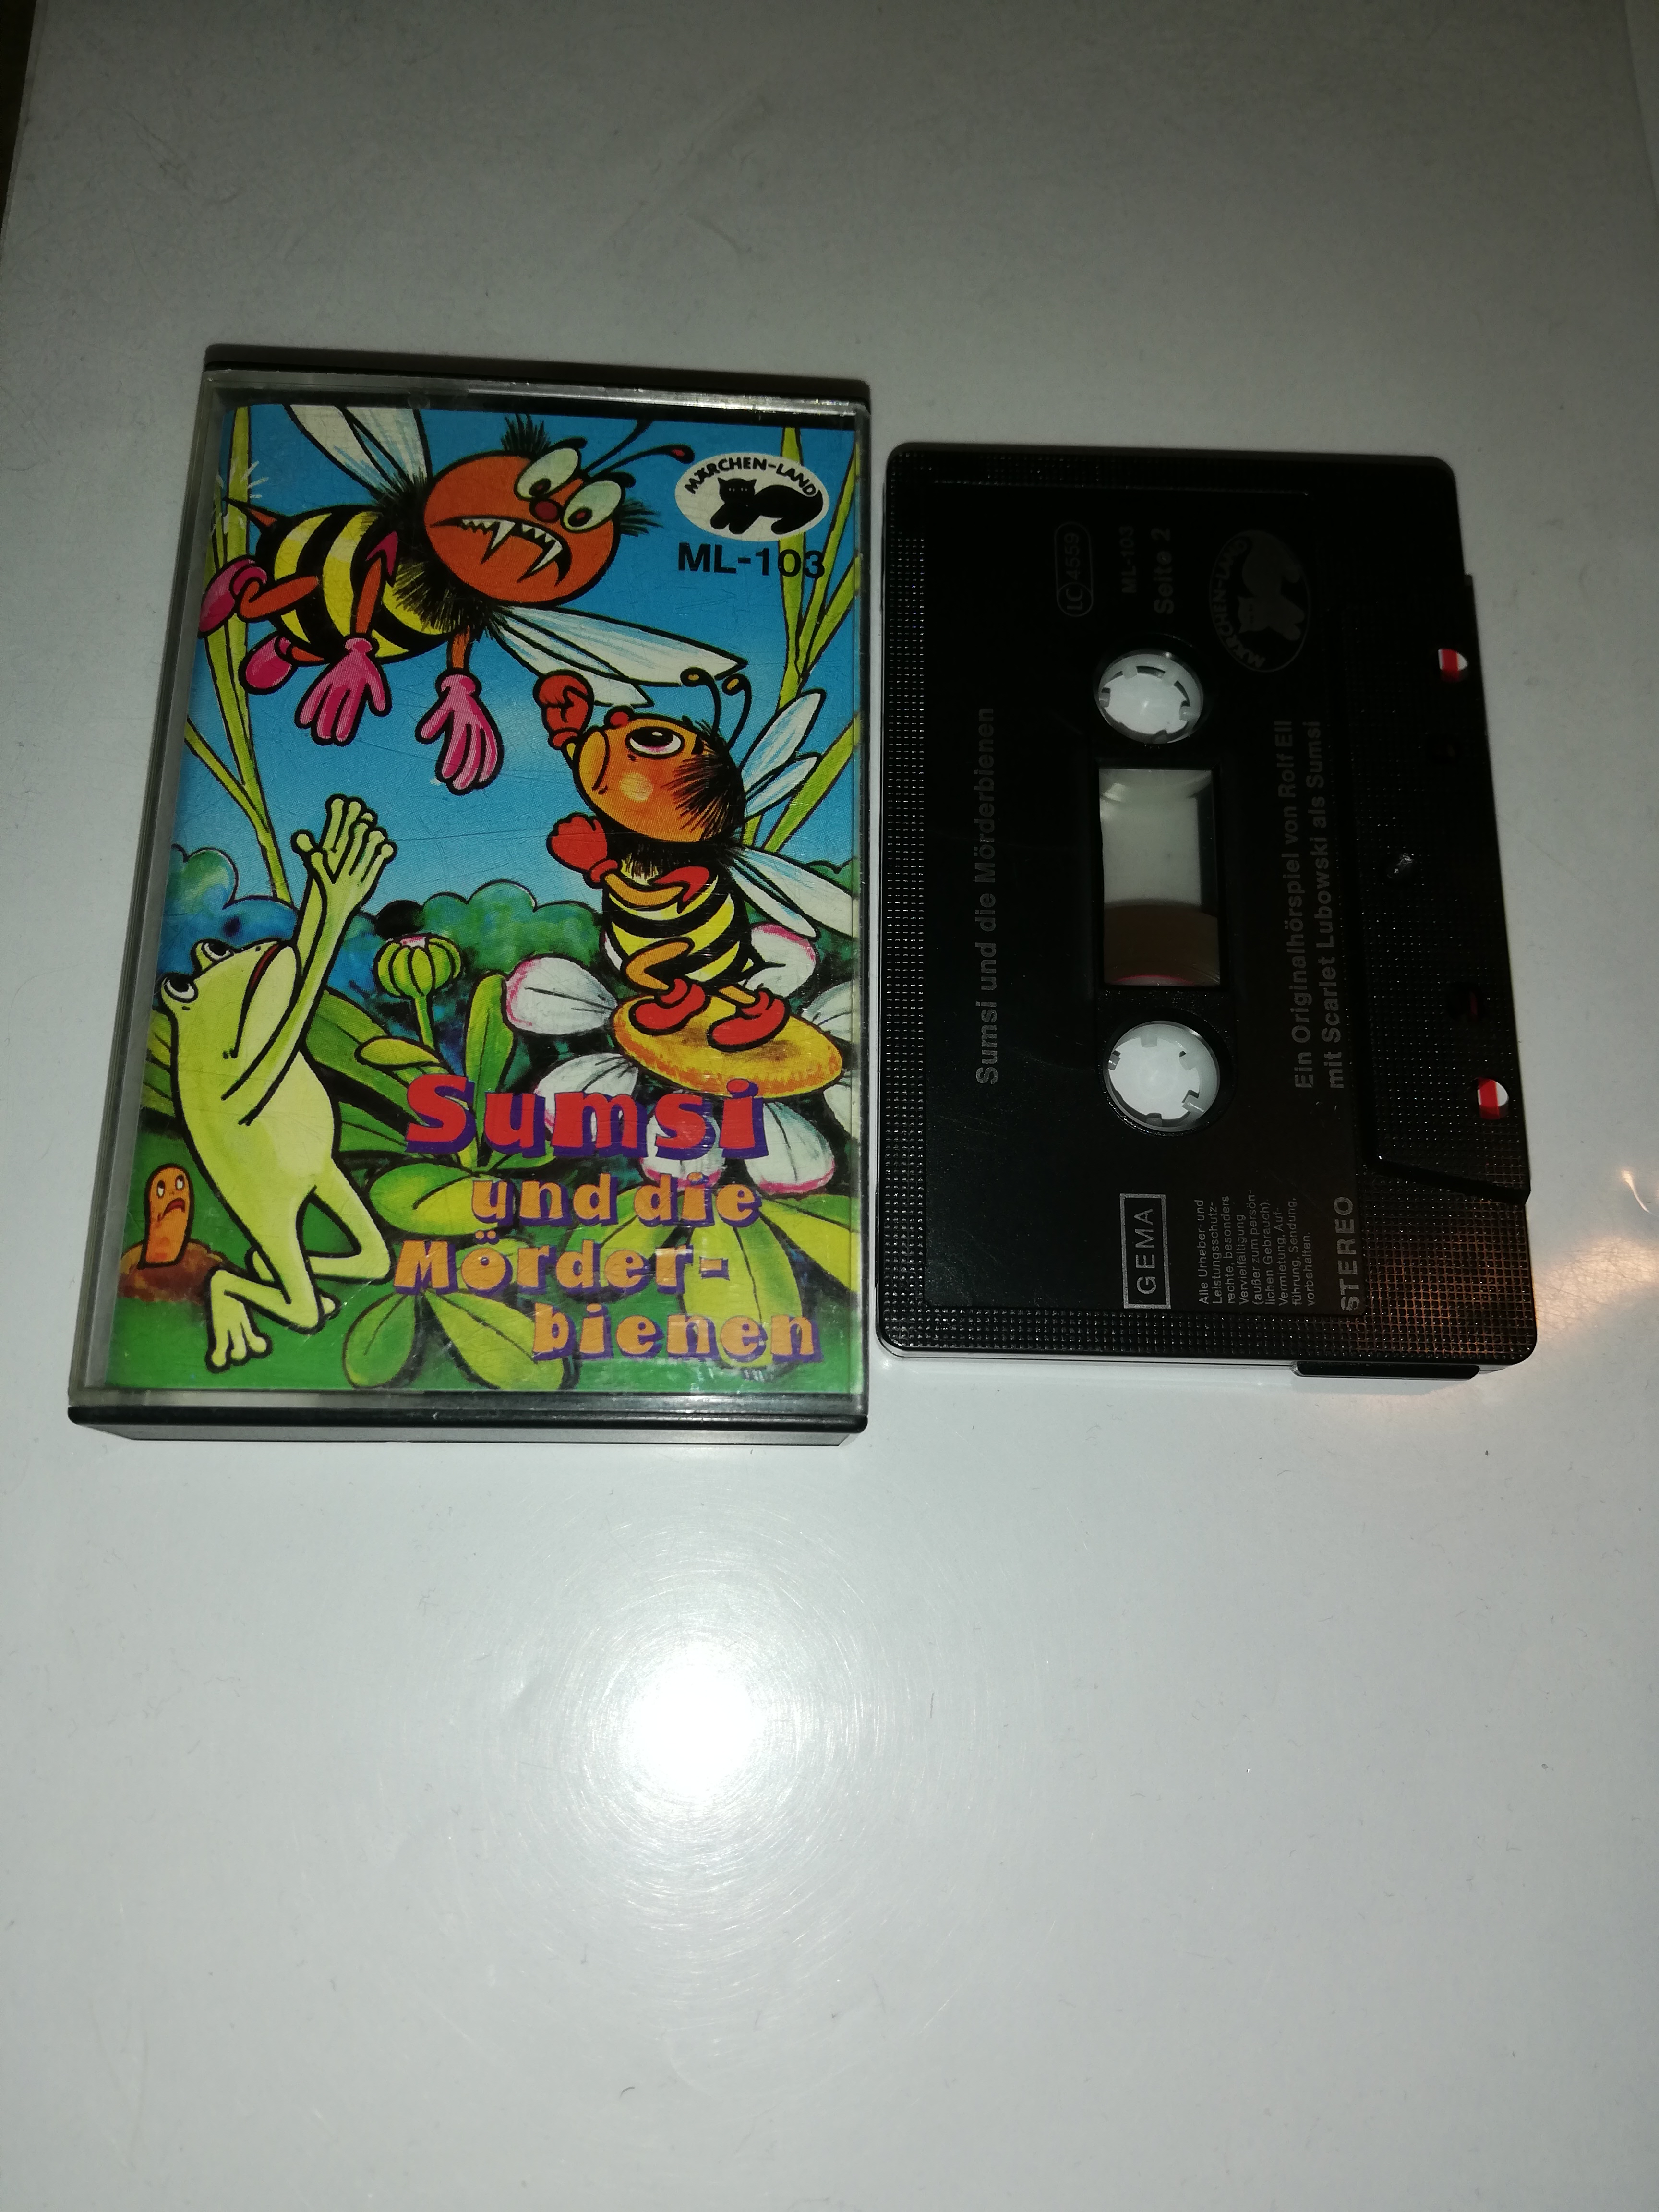 MÄRCHEN-LAND
ML-103
Sumsi
und die
Mörder-
bienen
Sumsi und die Mörderbienen
LC 4559
ML-103
Seite 2
MÄRCHEN-LAND
Ein Originalhörspiel von Rolf Ell
mit Scarlet Lubowski als Sumsi
GEMA
Alle Urheber- und
Leistungsschutz-
rechte, besonders
Vervielfältigung
(außer zum persön-
lichen Gebrauch),
Vermietung, Auf-
führung, Sendung,
vorbehalten.
STEREO